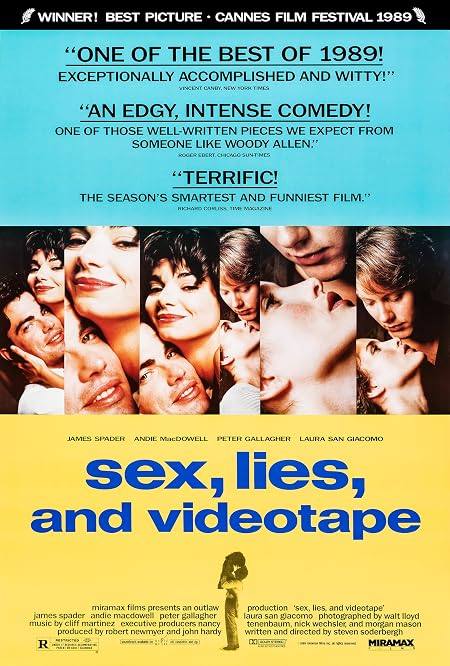 WINNER! BEST PICTURE · CANNES FILM FESTIVAL 1989
"ONE OF THE BEST OF 1989!
EXCEPTIONALLY ACCOMPLISHED AND WITTY!"
VINCENT CANBY, NEW YORK TIMES
"AN EDGY, INTENSE COMEDY!
ONE OF THOSE WELL-WRITTEN PIECES WE EXPECT FROM
SOMEONE LIKE WOODY ALLEN."
ROGER EBERT, CHICAGO SUN-TIMES
"TERRIFIC!
THE SEASON'S SMARTEST AND FUNNIEST FILM."
RICHARD CORLISS, TIME MAGAZINE
JAMES SPADER ANDIE MacDOWELL PETER GALLAGHER LAURA SAN GIACOMO
sex, lies,
and videotape
miramax films presents an outlaw production 'sex, lies, and videotape'
james spader andie macdowell peter gallagher laura san giacomo photographed by walt lloyd
music by cliff martinez executive producers nancy tenenbaum, nick wechsler, and morgan mason
produced by robert newmyer and john hardy written and directed by steven soderbergh
R RESTRICTED
DOLBY STEREO
MIRAMAX